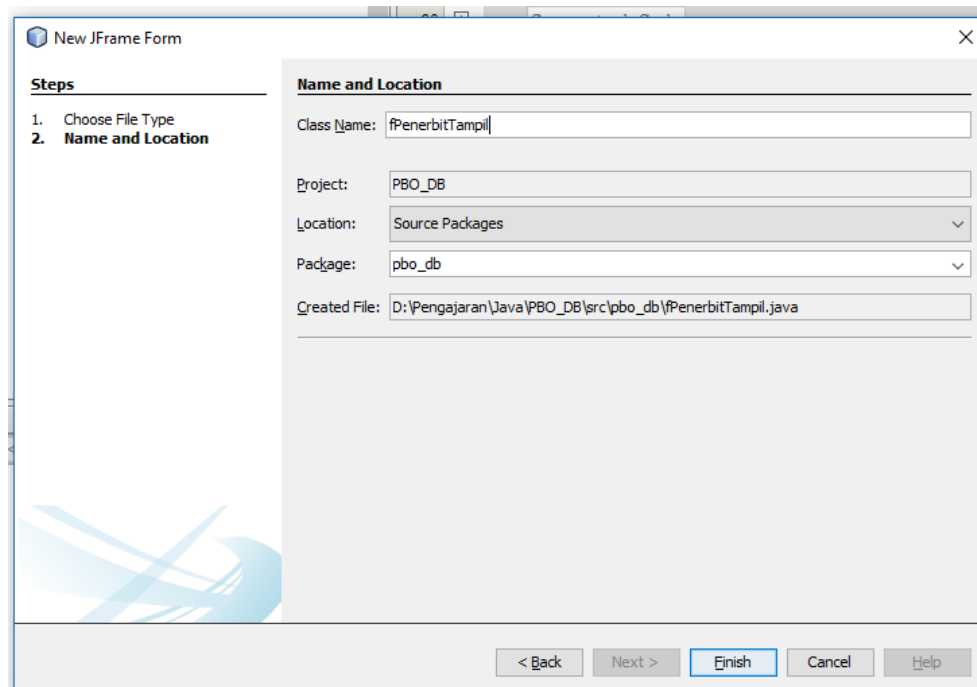 New JFrame Form
Steps
1. Choose File Type
2. Name and Location
Name and Location
Class Name: fPenerbitTampil
Project: PBO_DB
Location: Source Packages
Package: pbo_db
Created File: D:\Pengajaran\Java\PBO_DB\src\pbo_db\fPenerbitTampil.java
< Back Next > Finish Cancel Help